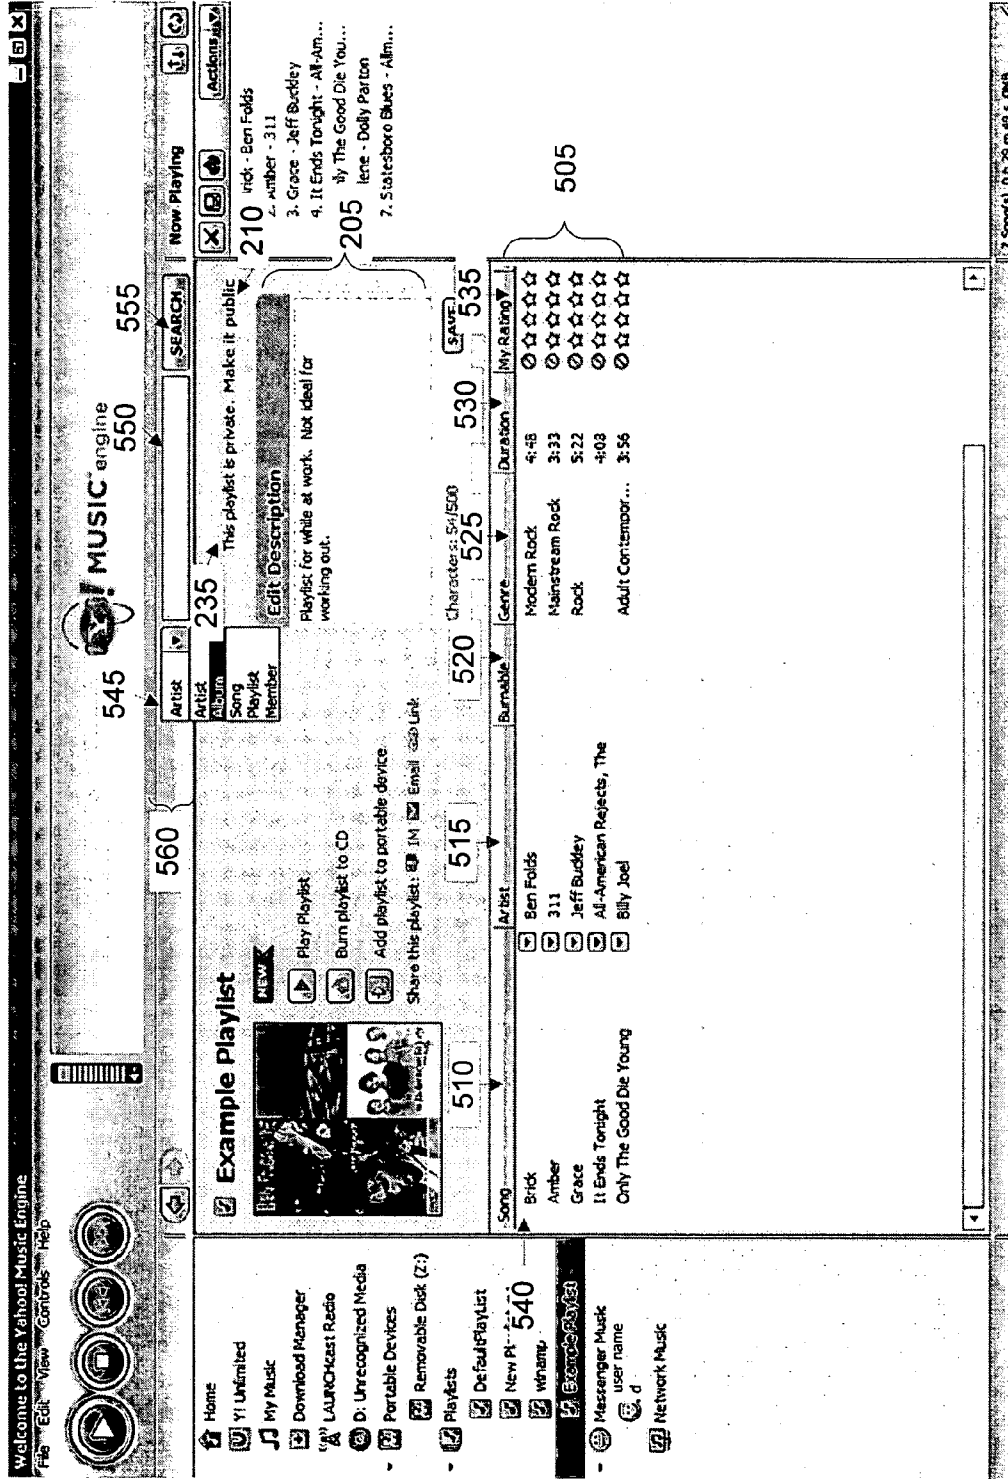 Welcome to the Yahoo! Music Engine
File Edit View Controls Help
Y! MUSIC engine
545
550
555
560
Artist
SEARCH
Now Playing
Artist
Album
Song
Playlist
Member
Actions
Home
Y! Unlimited
My Music
Download Manager
LAUNCHcast Radio
D: Unrecognized Media
Portable Devices
Removable Disk (Z:)
Playlists
DefaultPlayList
New Pl
winamp
540
Example Playlist
Messenger Music
user name
d
Network Music
Example Playlist
NEW
Play Playlist
Burn playlist to CD
Add playlist to portable device
Share this playlist: IM Email Link
235
This playlist is private. Make it public
210
Edit Description
Playlist for while at work. Not ideal for
working out.
205
Characters: 54/500
SAVE
510
515
520
525
530
535
Song Artist Burnable Genre Duration My Rating
Brick Ben Folds Modern Rock 4:48
Amber 311 Mainstream Rock 3:33
Grace Jeff Buckley Rock 5:22
It Ends Tonight All-American Rejects, The 4:03
Only The Good Die Young Billy Joel Adult Contempor... 3:56
505
rick - Ben Folds
2. Amber - 311
3. Grace - Jeff Buckley
4. It Ends Tonight - All-Am...
ly The Good Die You...
lene - Dolly Parton
7. Statesboro Blues - Allm...